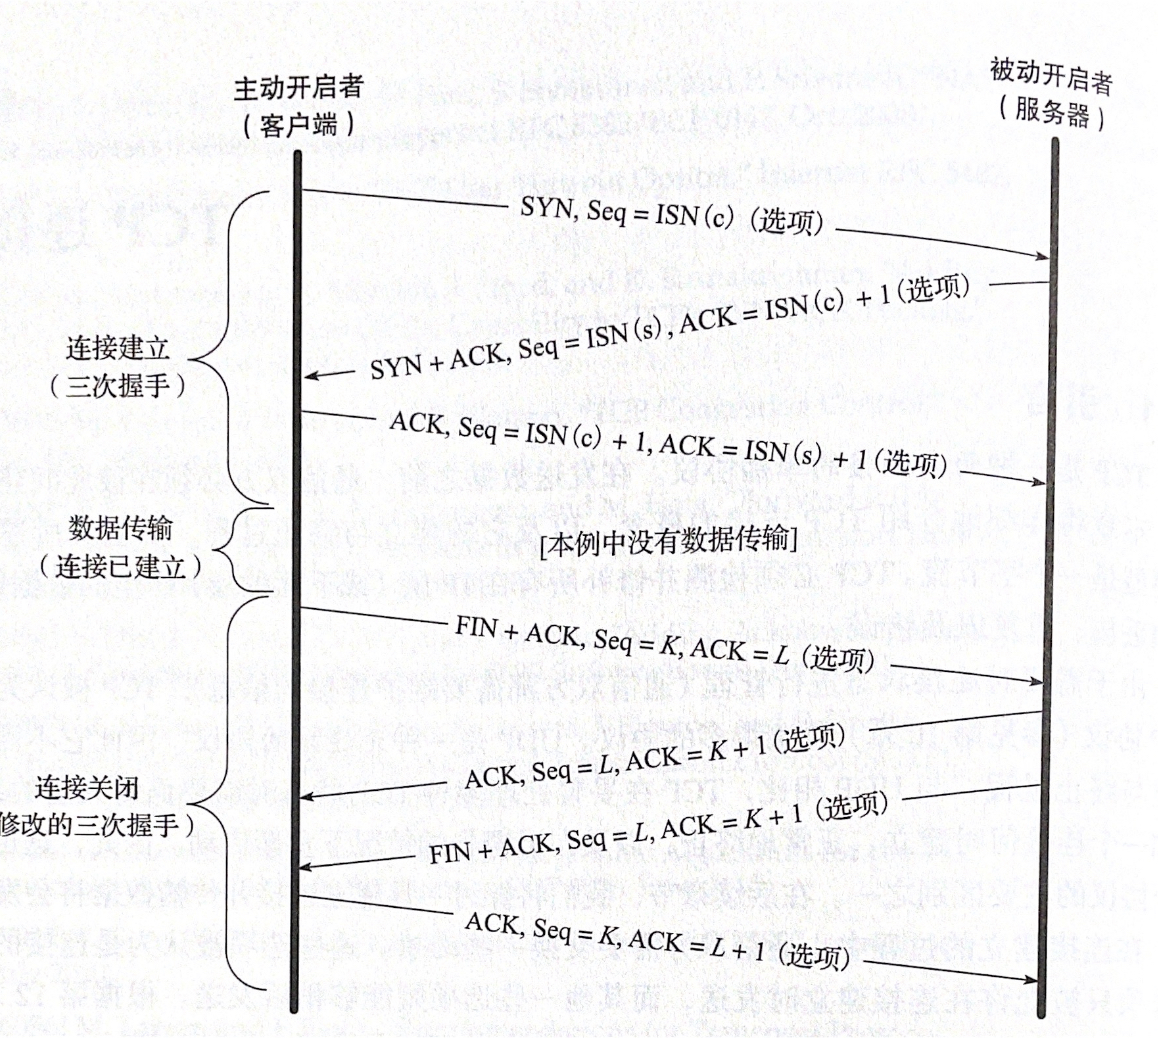 主动开启者
(客户端)
被动开启者
(服务器)
SYN, Seq = ISN(c) (选项)
SYN + ACK, Seq = ISN(s), ACK = ISN(c) + 1(选项)
连接建立
(三次握手)
ACK, Seq = ISN(c) + 1, ACK = ISN(s) + 1(选项)
数据传输
(连接已建立)
[本例中没有数据传输]
FIN + ACK, Seq = K, ACK = L (选项)
ACK, Seq = L, ACK = K + 1(选项)
连接关闭
修改的三次握手)
FIN + ACK, Seq = L, ACK = K + 1 (选项)
ACK, Seq = K, ACK = L + 1 (选项)